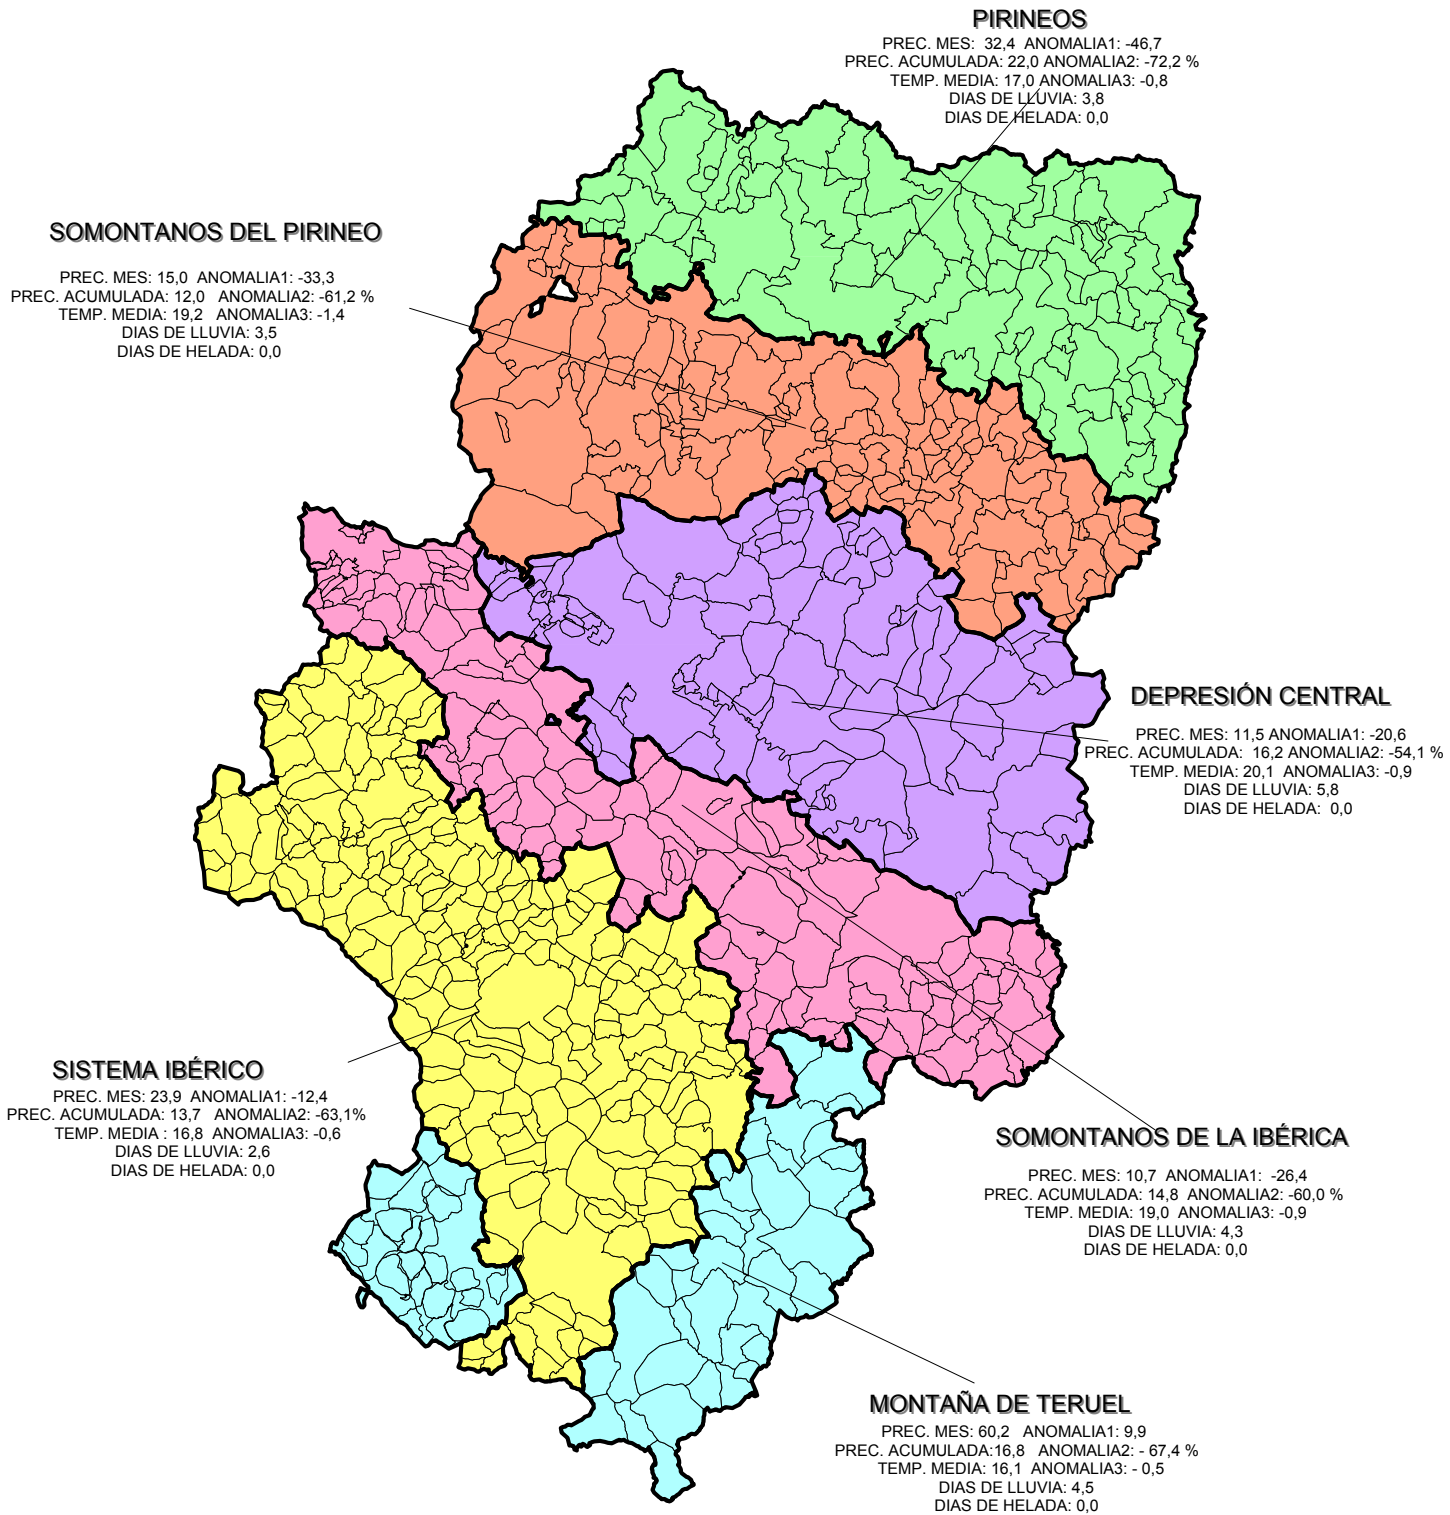 PIRINEOS
PREC. MES: 32,4 ANOMALIA1: -46,7
PREC. ACUMULADA: 22,0 ANOMALIA2: -72,2 %
TEMP. MEDIA: 17,0 ANOMALIA3: -0,8
DIAS DE LLUVIA: 3,8
DIAS DE HELADA: 0,0
SOMONTANOS DEL PIRINEO
PREC. MES: 15,0 ANOMALIA1: -33,3
PREC. ACUMULADA: 12,0 ANOMALIA2: -61,2 %
TEMP. MEDIA: 19,2 ANOMALIA3: -1,4
DIAS DE LLUVIA: 3,5
DIAS DE HELADA: 0,0
DEPRESIÓN CENTRAL
PREC. MES: 11,5 ANOMALIA1: -20,6
PREC. ACUMULADA: 16,2 ANOMALIA2: -54,1 %
TEMP. MEDIA: 20,1 ANOMALIA3: -0,9
DIAS DE LLUVIA: 5,8
DIAS DE HELADA: 0,0
SISTEMA IBÉRICO
PREC. MES: 23,9 ANOMALIA1: -12,4
PREC. ACUMULADA: 13,7 ANOMALIA2: -63,1%
TEMP. MEDIA : 16,8 ANOMALIA3: -0,6
DIAS DE LLUVIA: 2,6
DIAS DE HELADA: 0,0
SOMONTANOS DE LA IBÉRICA
PREC. MES: 10,7 ANOMALIA1: -26,4
PREC. ACUMULADA: 14,8 ANOMALIA2: -60,0 %
TEMP. MEDIA: 19,0 ANOMALIA3: -0,9
DIAS DE LLUVIA: 4,3
DIAS DE HELADA: 0,0
MONTAÑA DE TERUEL
PREC. MES: 60,2 ANOMALIA1: 9,9
PREC. ACUMULADA:16,8 ANOMALIA2: - 67,4 %
TEMP. MEDIA: 16,1 ANOMALIA3: - 0,5
DIAS DE LLUVIA: 4,5
DIAS DE HELADA: 0,0